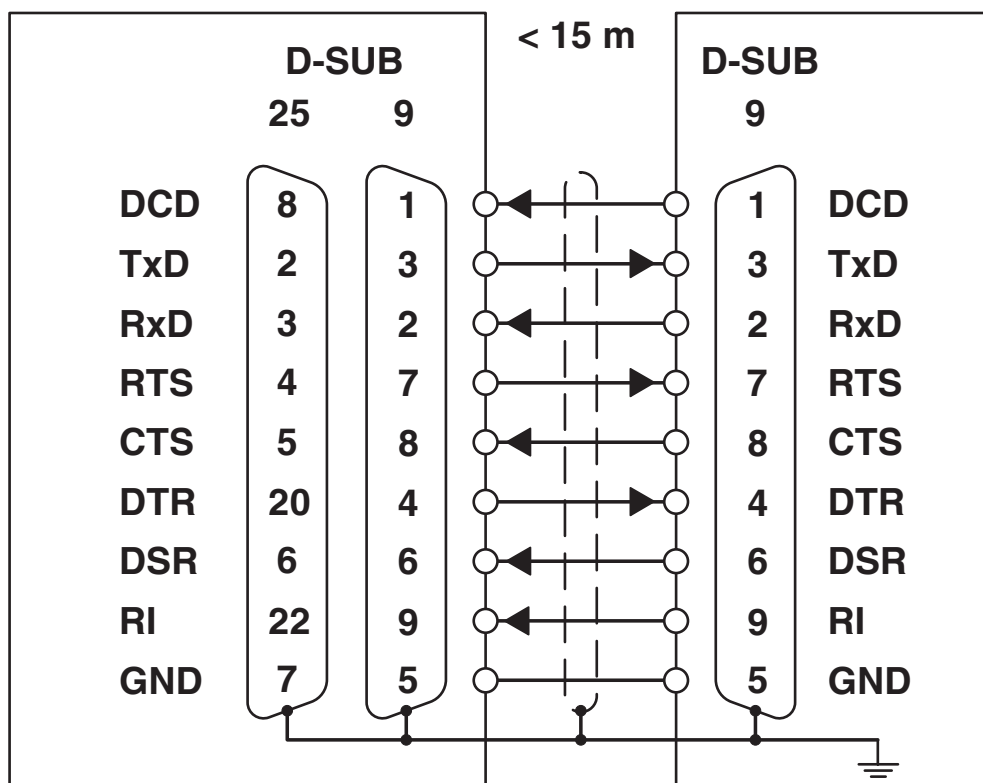 < 15 m
D-SUB D-SUB
25 9 9
DCD 8 1 1 DCD
TxD 2 3 3 TxD
RxD 3 2 2 RxD
RTS 4 7 7 RTS
CTS 5 8 8 CTS
DTR 20 4 4 DTR
DSR 6 6 6 DSR
RI 22 9 9 RI
GND 7 5 5 GND